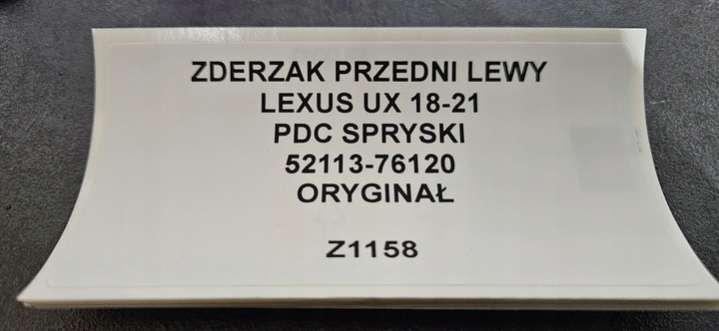 ZDERZAK PRZEDNI LEWY
LEXUS UX 18-21
PDC SPRYSKI
52113-76120
ORYGINAŁ
Z1158